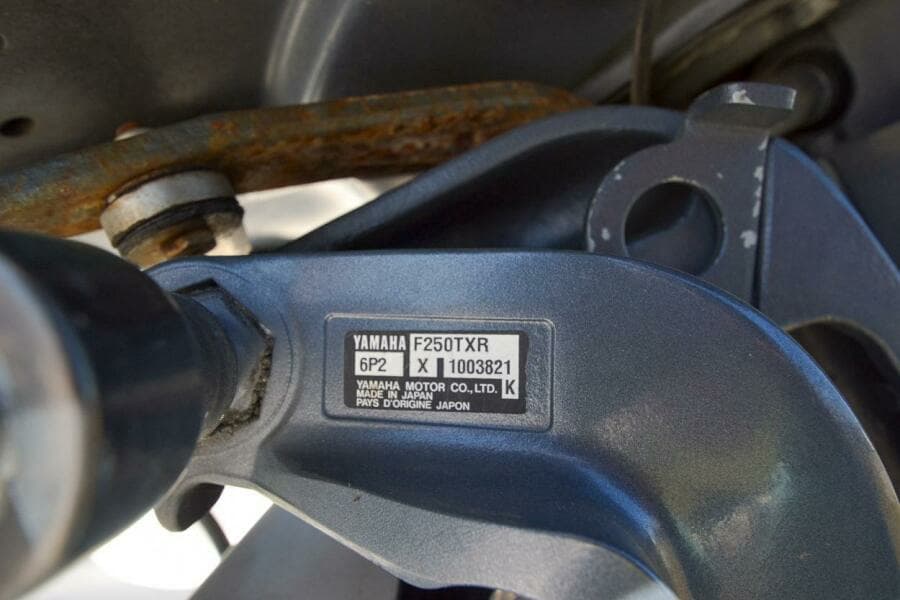 YAMAHA F250TXR
6P2 X 1003821
YAMAHA MOTOR CO.,LTD. K
MADE IN JAPAN
PAYS D'ORIGINE JAPON